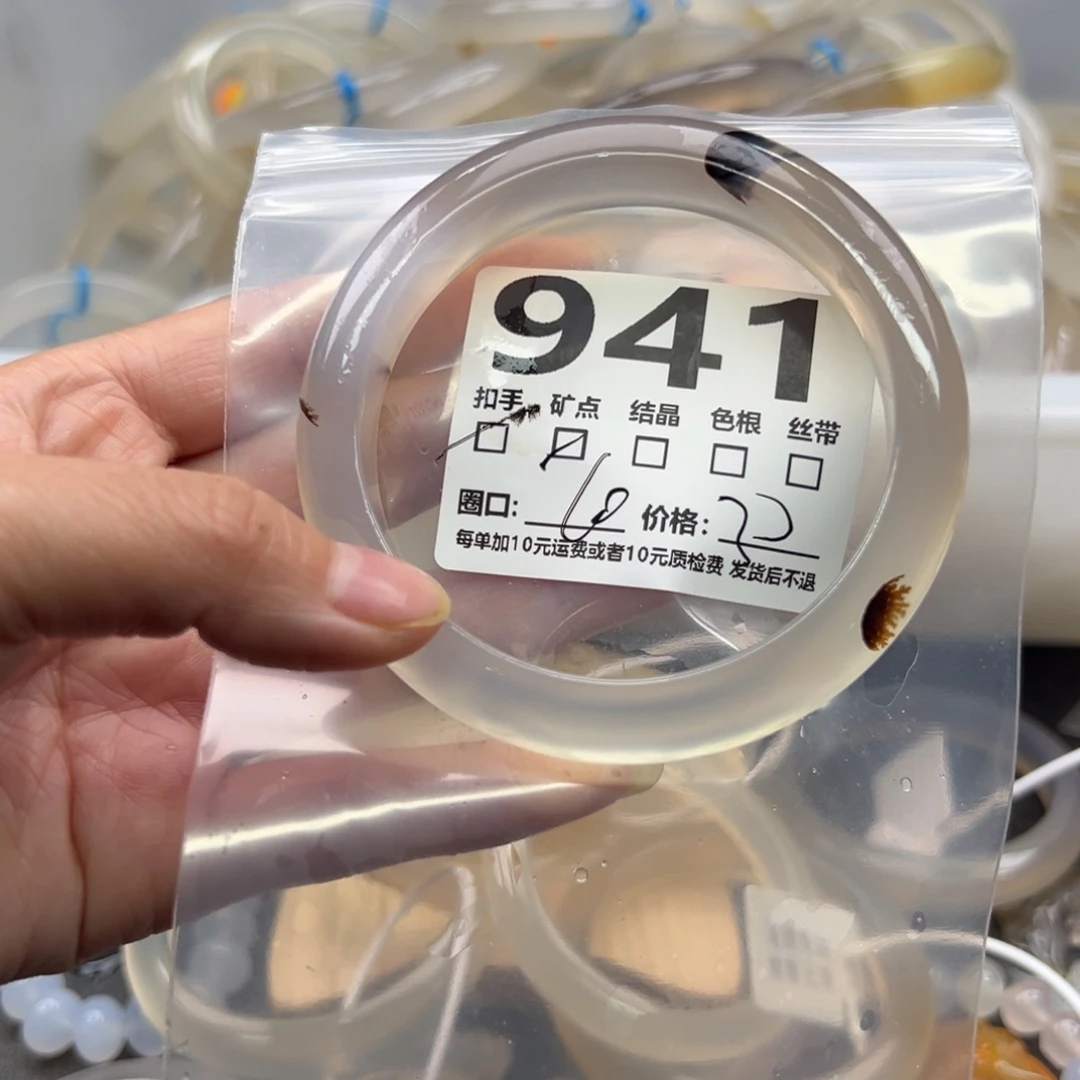 941
扣手 矿点 结晶 色根 丝带
圈口: 60 价格:
每单加10元运费或者10元质检费 发货后不退